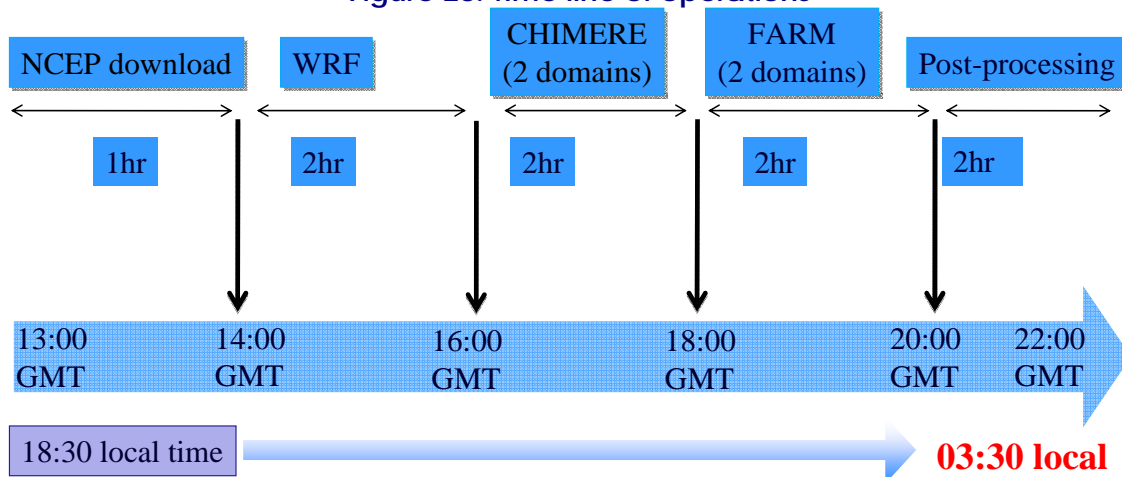 NCEP download
WRF
CHIMERE
(2 domains)
FARM
(2 domains)
Post-processing
1hr
2hr
2hr
2hr
2hr
13:00
GMT
14:00
GMT
16:00
GMT
18:00
GMT
20:00
GMT
22:00
GMT
18:30 local time
03:30 local